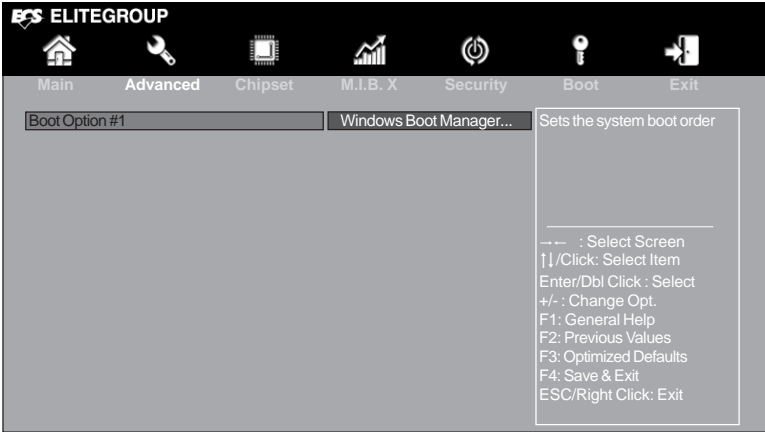 ECS ELITEGROUP
Main Advanced Chipset M.I.B. X Security Boot Exit
Boot Option #1 Windows Boot Manager... Sets the system boot order
→← : Select Screen
↑↓/Click: Select Item
Enter/Dbl Click : Select
+/- : Change Opt.
F1: General Help
F2: Previous Values
F3: Optimized Defaults
F4: Save & Exit
ESC/Right Click: Exit